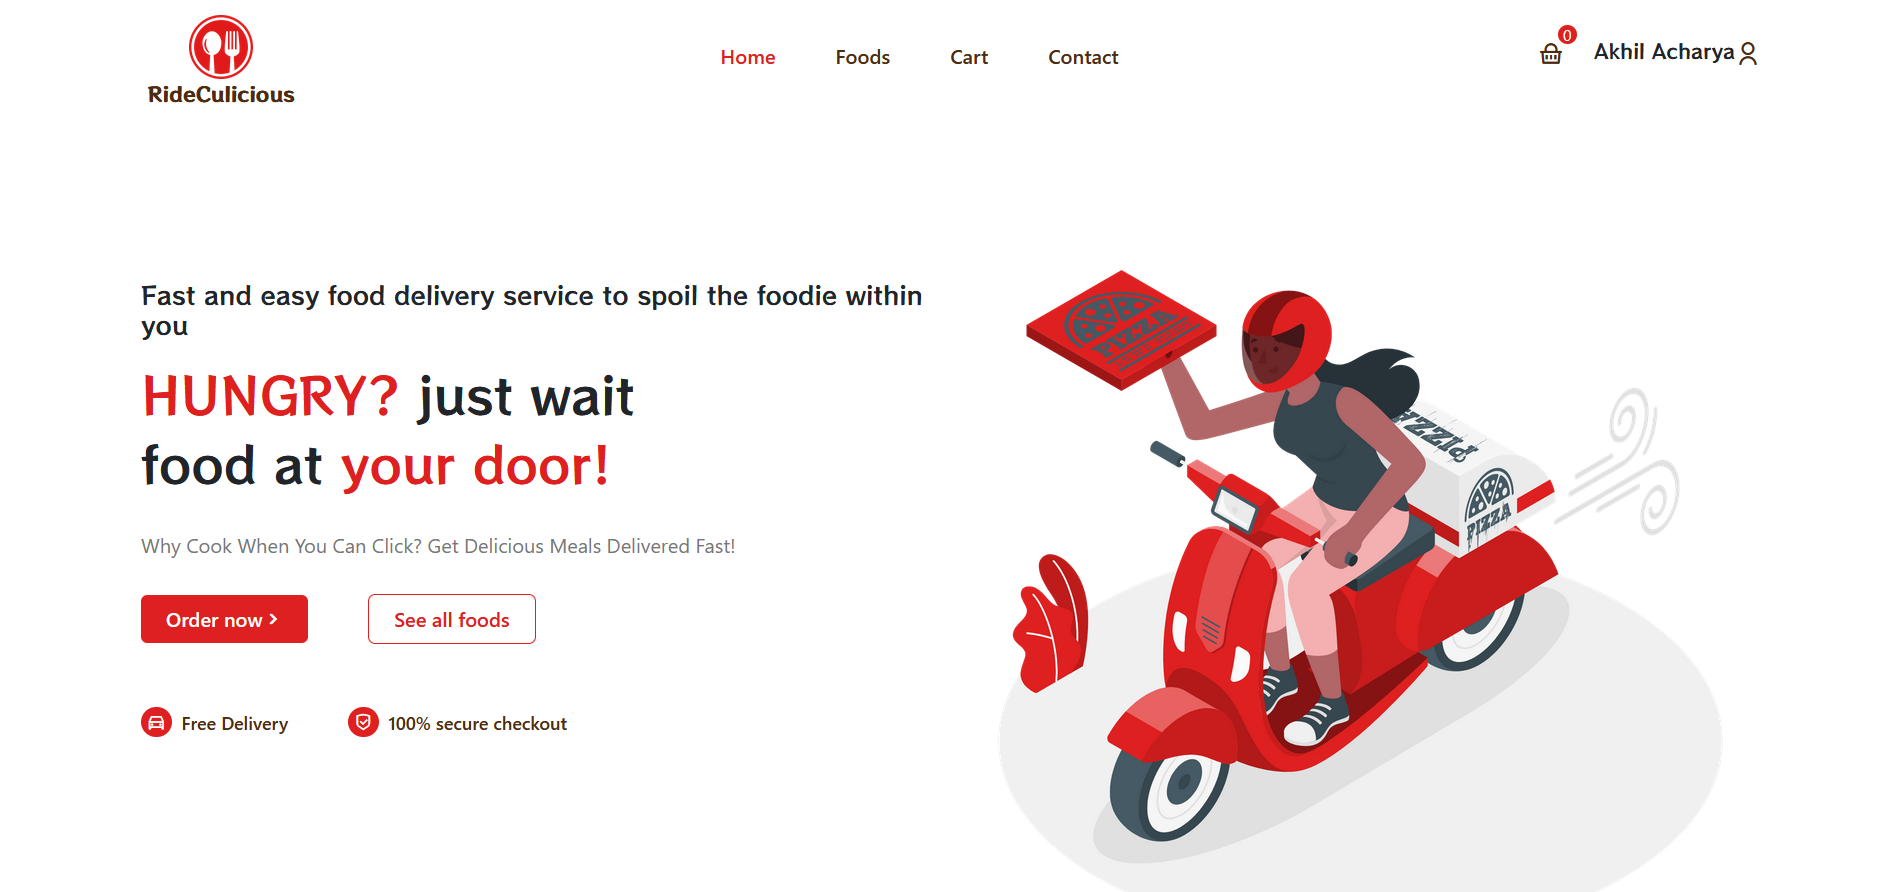 RideCulicious
Home
Foods
Cart
Contact
0
Akhil Acharya
Fast and easy food delivery service to spoil the foodie within
you
HUNGRY? just wait
food at your door!
Why Cook When You Can Click? Get Delicious Meals Delivered Fast!
Order now
See all foods
Free Delivery
100% secure checkout
PIZZA
PIZZA
PIZZA